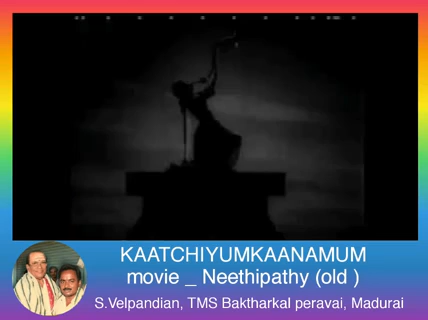 KAATCHIYUMKAANAMUM
movie _ Neethipathy (old )
S.Velpandian, TMS Baktharkal peravai, Madurai